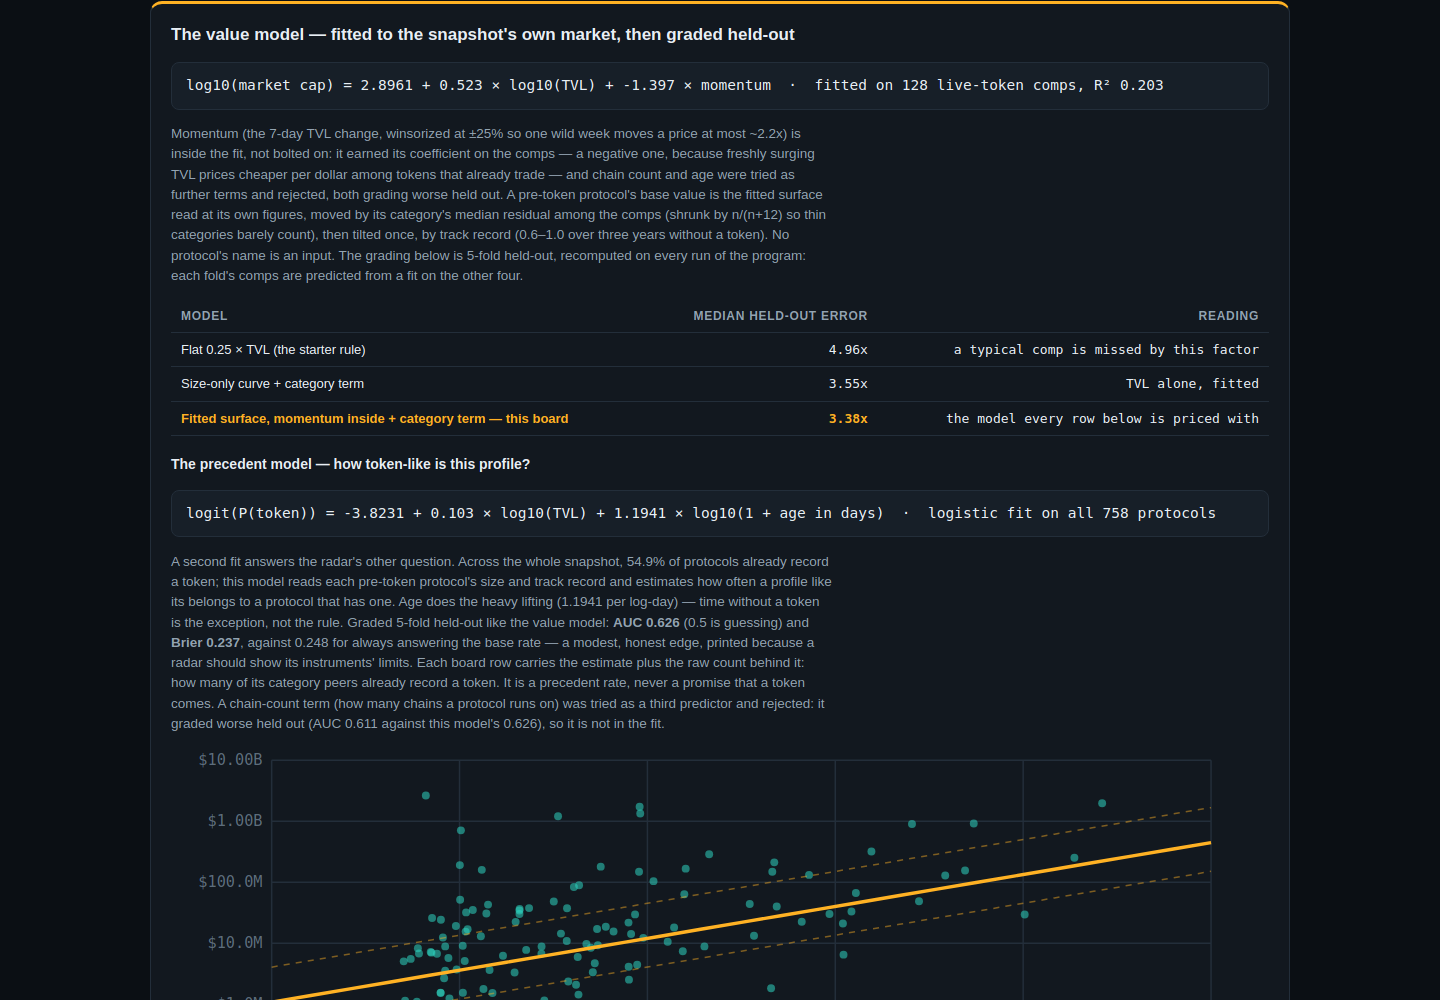 The value model — fitted to the snapshot's own market, then graded held-out
log10(market cap) = 2.8961 + 0.523 × log10(TVL) + -1.397 × momentum · fitted on 128 live-token comps, R² 0.203
Momentum (the 7-day TVL change, winsorized at ±25% so one wild week moves a price at most ~2.2x) is
inside the fit, not bolted on: it earned its coefficient on the comps — a negative one, because freshly surging
TVL prices cheaper per dollar among tokens that already trade — and chain count and age were tried as
further terms and rejected, both grading worse held out. A pre-token protocol's base value is the fitted surface
read at its own figures, moved by its category's median residual among the comps (shrunk by n/(n+12) so thin
categories barely count), then tilted once, by track record (0.6–1.0 over three years without a token). No
protocol's name is an input. The grading below is 5-fold held-out, recomputed on every run of the program:
each fold's comps are predicted from a fit on the other four.
MODEL MEDIAN HELD-OUT ERROR READING
Flat 0.25 × TVL (the starter rule) 4.96x a typical comp is missed by this factor
Size-only curve + category term 3.55x TVL alone, fitted
Fitted surface, momentum inside + category term — this board 3.38x the model every row below is priced with
The precedent model — how token-like is this profile?
logit(P(token)) = -3.8231 + 0.103 × log10(TVL) + 1.1941 × log10(1 + age in days) · logistic fit on all 758 protocols
A second fit answers the radar's other question. Across the whole snapshot, 54.9% of protocols already record
a token; this model reads each pre-token protocol's size and track record and estimates how often a profile like
its belongs to a protocol that has one. Age does the heavy lifting (1.1941 per log-day) — time without a token
is the exception, not the rule. Graded 5-fold held-out like the value model: AUC 0.626 (0.5 is guessing) and
Brier 0.237, against 0.248 for always answering the base rate — a modest, honest edge, printed because a
radar should show its instruments' limits. Each board row carries the estimate plus the raw count behind it:
how many of its category peers already record a token. It is a precedent rate, never a promise that a token
comes. A chain-count term (how many chains a protocol runs on) was tried as a third predictor and rejected: it
graded worse held out (AUC 0.611 against this model's 0.626), so it is not in the fit.
$10.00B
$1.00B
$100.0M
$10.0M